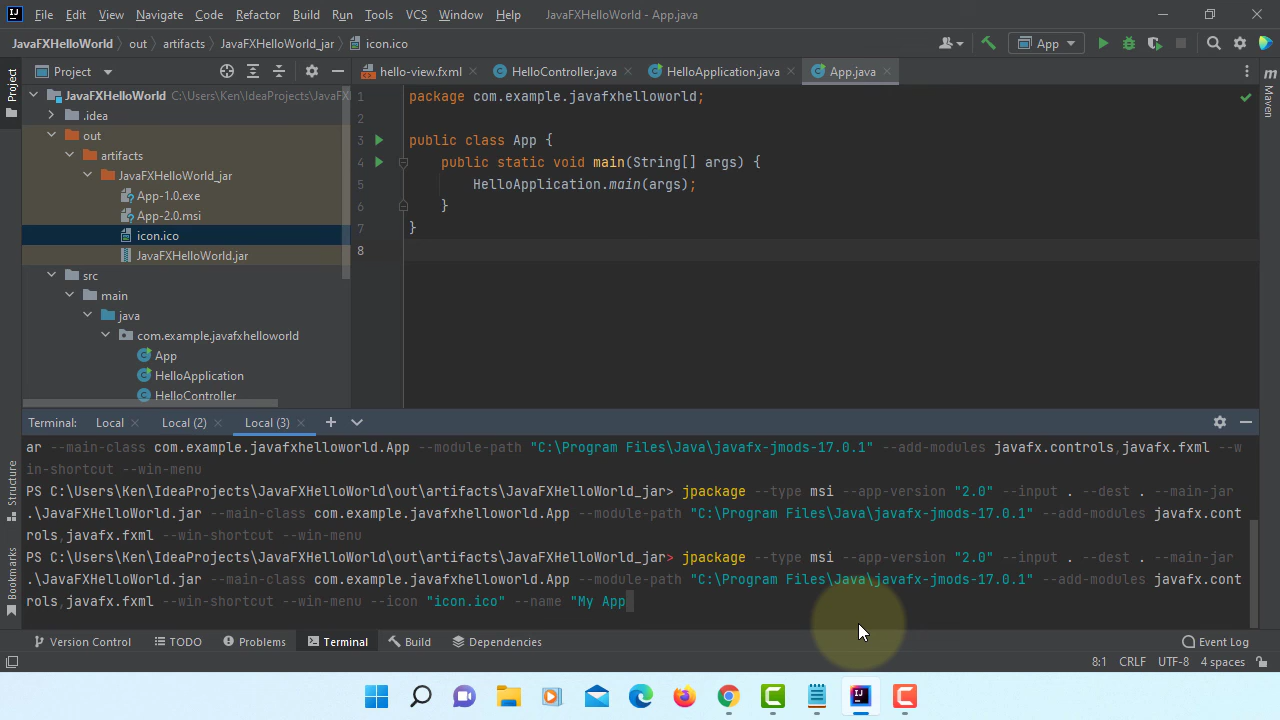 File Edit View Navigate Code Refactor Build Run Tools VCS Window Help JavaFXHelloWorld - App.java
JavaFXHelloWorld out artifacts JavaFXHelloWorld_jar icon.ico App
Project
Project
hello-view.fxml HelloController.java HelloApplication.java App.java
Maven
JavaFXHelloWorld C:\Users\Ken\IdeaProjects\JavaFX
.idea
out
artifacts
JavaFXHelloWorld_jar
App-1.0.exe
App-2.0.msi
icon.ico
JavaFXHelloWorld.jar
src
main
java
com.example.javafxhelloworld
App
HelloApplication
HelloController
1 package com.example.javafxhelloworld;
2
3 public class App {
4 public static void main(String[] args) {
5 HelloApplication.main(args);
6 }
7 }
8
Terminal: Local Local (2) Local (3)
Structure
Bookmarks
ar --main-class com.example.javafxhelloworld.App --module-path "C:\Program Files\Java\javafx-jmods-17.0.1" --add-modules javafx.controls,javafx.fxml --w
in-shortcut --win-menu
PS C:\Users\Ken\IdeaProjects\JavaFXHelloWorld\out\artifacts\JavaFXHelloWorld_jar> jpackage --type msi --app-version "2.0" --input . --dest . --main-jar
.\JavaFXHelloWorld.jar --main-class com.example.javafxhelloworld.App --module-path "C:\Program Files\Java\javafx-jmods-17.0.1" --add-modules javafx.cont
rols,javafx.fxml --win-shortcut --win-menu
PS C:\Users\Ken\IdeaProjects\JavaFXHelloWorld\out\artifacts\JavaFXHelloWorld_jar> jpackage --type msi --app-version "2.0" --input . --dest . --main-jar
.\JavaFXHelloWorld.jar --main-class com.example.javafxhelloworld.App --module-path "C:\Program Files\Java\javafx-jmods-17.0.1" --add-modules javafx.cont
rols,javafx.fxml --win-shortcut --win-menu --icon "icon.ico" --name "My App
Version Control TODO Problems Terminal Build Dependencies Event Log
8:1 CRLF UTF-8 4 spaces